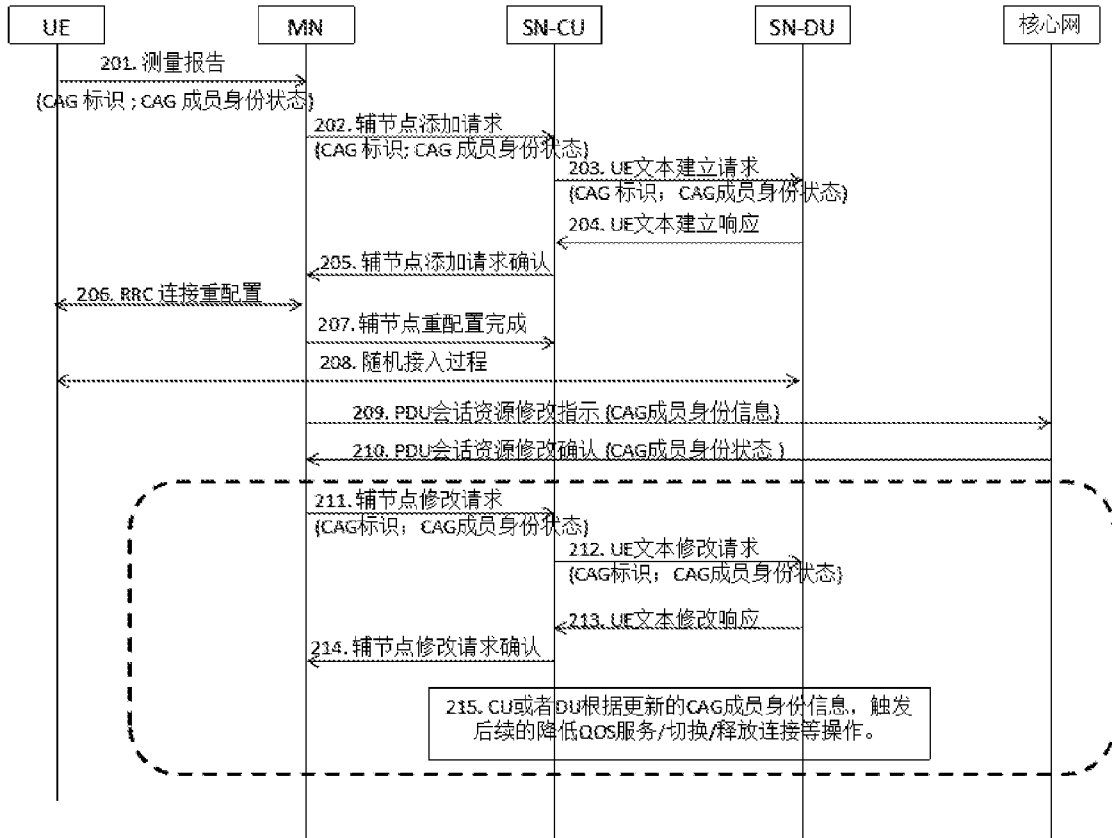 UE
MN
SN-CU
SN-DU
核心网
201. 测量报告
(CAG 标识 ; CAG 成员身份状态)
202. 辅节点添加请求
(CAG 标识; CAG 成员身份状态)
203. UE文本建立请求
(CAG 标识；CAG成员身份状态)
204. UE文本建立响应
205. 辅节点添加请求确认
206. RRC 连接重配置
207. 辅节点重配置完成
208. 随机接入过程
209. PDU会话资源修改指示 (CAG成员身份信息)
210. PDU会话资源修改确认 (CAG成员身份状态 )
211. 辅节点修改请求
(CAG标识；CAG成员身份状态)
212. UE文本修改请求
(CAG标识；CAG成员身份状态)
213. UE文本修改响应
214. 辅节点修改请求确认
215. CU或者DU根据更新的CAG成员身份信息，触发
后续的降低QOS服务/切换/释放连接等操作。